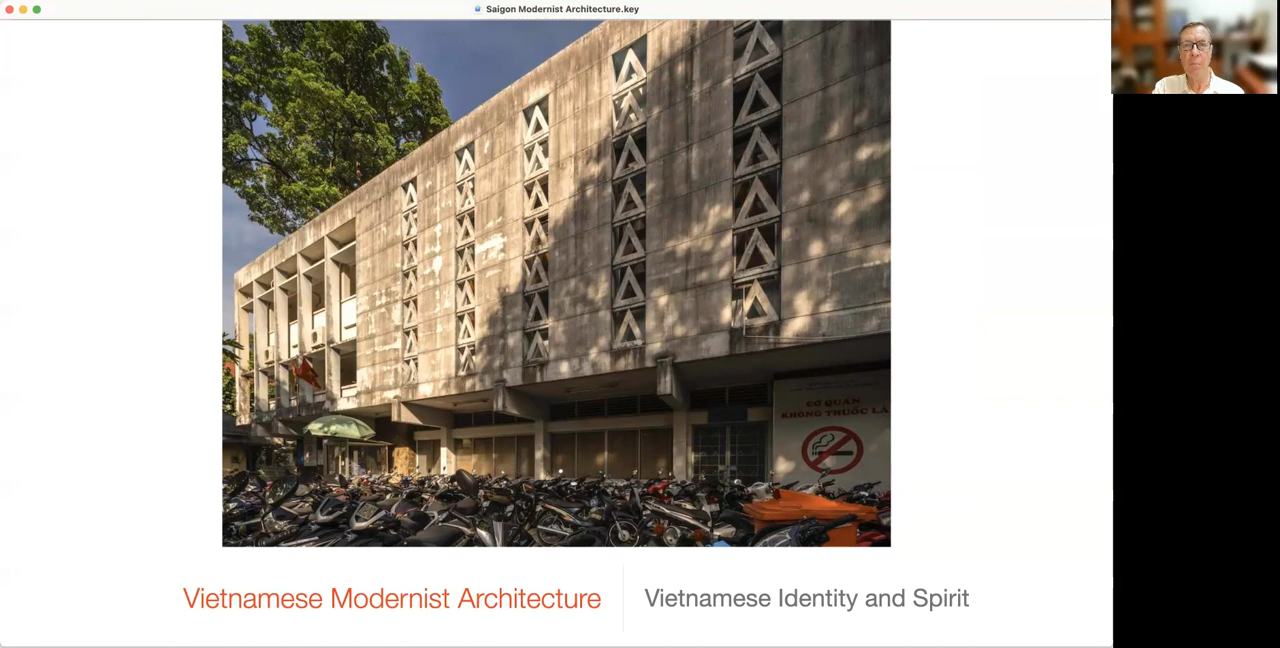 Saigon Modernist Architecture.key
CƠ QUAN
KHÔNG THUỐC LÁ
Vietnamese Modernist Architecture
Vietnamese Identity and Spirit